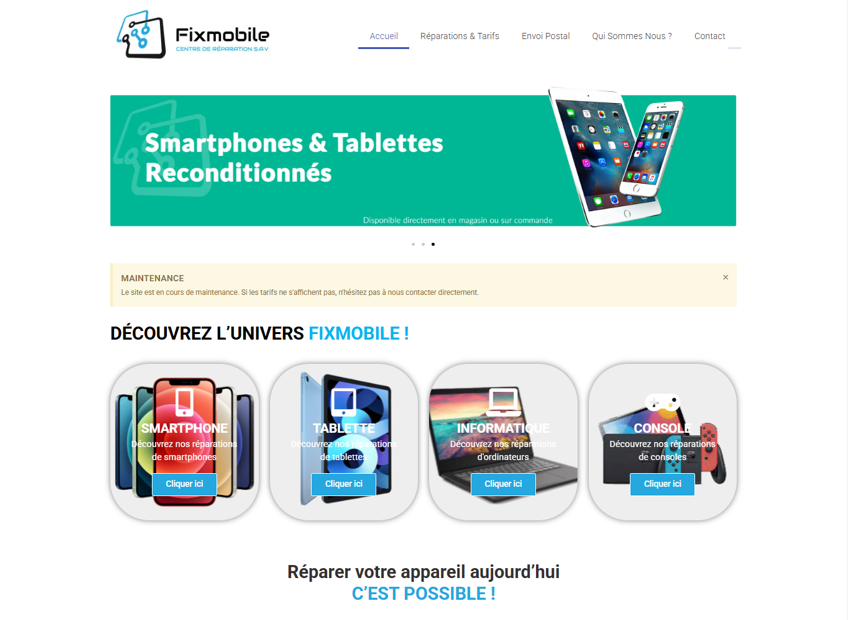 Fixmobile
CENTRE DE RÉPARATION S.A.V
Accueil
Réparations & Tarifs
Envoi Postal
Qui Sommes Nous ?
Contact
Smartphones & Tablettes
Reconditionnés
Disponible directement en magasin ou sur commande
MAINTENANCE
×
Le site est en cours de maintenance. Si les tarifs ne s'affichent pas, n'hésitez pas à nous contacter directement.
DÉCOUVREZ L'UNIVERS FIXMOBILE !
SMARTPHONE
Découvrez nos réparations
de smartphones
Cliquer ici
TABLETTE
Découvrez nos réparations
de tablettes
Cliquer ici
INFORMATIQUE
Découvrez nos réparations
d'ordinateurs
Cliquer ici
CONSOLE
Découvrez nos réparations
de consoles
Cliquer ici
Réparer votre appareil aujourd'hui
C'EST POSSIBLE !